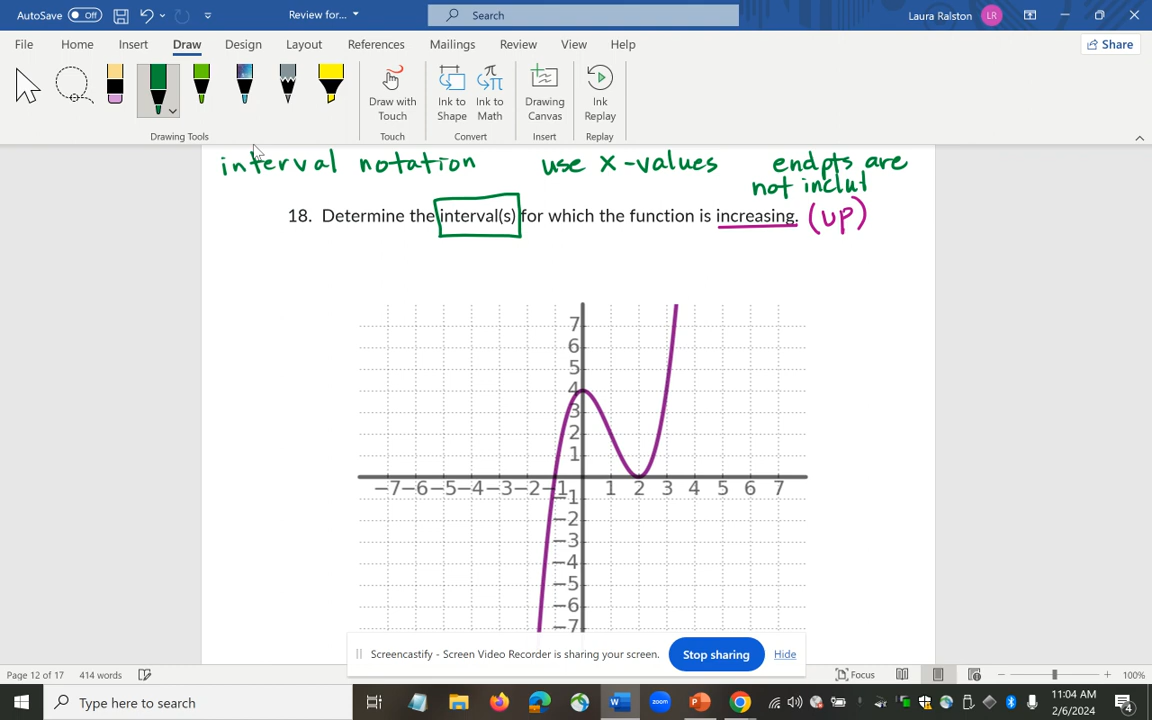 AutoSave Off Review for... Search Laura Ralston LR
File Home Insert Draw Design Layout References Mailings Review View Help Share
Draw with Touch Ink to Shape Ink to Math Drawing Canvas Ink Replay
Drawing Tools Touch Convert Insert Replay
interval notation use x-values endpts are
not inclut
18. Determine the interval(s) for which the function is increasing. (up)
7
6
5
4
3
2
1
−7 −6 −5 −4 −3 −2 −1 1 2 3 4 5 6 7
−1
−2
−3
−4
−5
−6
−7
Screencastify - Screen Video Recorder is sharing your screen. Stop sharing Hide
Page 12 of 17 414 words Focus 100%
Type here to search zoom 11:04 AM
2/6/2024 4